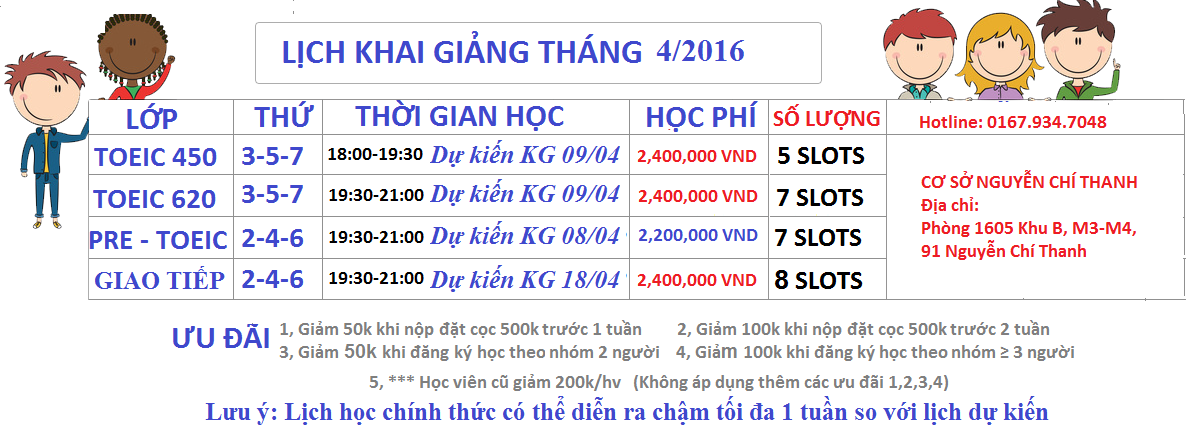 LỊCH KHAI GIẢNG THÁNG 4/2016
LỚP THỨ THỜI GIAN HỌC HỌC PHÍ SỐ LƯỢNG Hotline: 0167.934.7048
TOEIC 450 3-5-7 18:00-19:30 Dự kiến KG 09/04 2,400,000 VND 5 SLOTS
TOEIC 620 3-5-7 19:30-21:00 Dự kiến KG 09/04 2,400,000 VND 7 SLOTS
PRE - TOEIC 2-4-6 19:30-21:00 Dự kiến KG 08/04 2,200,000 VND 7 SLOTS
GIAO TIẾP 2-4-6 19:30-21:00 Dự kiến KG 18/04 2,400,000 VND 8 SLOTS
CƠ SỞ NGUYỄN CHÍ THANH
Địa chỉ:
Phòng 1605 Khu B, M3-M4,
91 Nguyễn Chí Thanh
ƯU ĐÃI
1, Giảm 50k khi nộp đặt cọc 500k trước 1 tuần 2, Giảm 100k khi nộp đặt cọc 500k trước 2 tuần
3, Giảm 50k khi đăng ký học theo nhóm 2 người 4, Giảm 100k khi đăng ký học theo nhóm ≥ 3 người
5, *** Học viên cũ giảm 200k/hv (Không áp dụng thêm các ưu đãi 1,2,3,4)
Lưu ý: Lịch học chính thức có thể diễn ra chậm tối đa 1 tuần so với lịch dự kiến